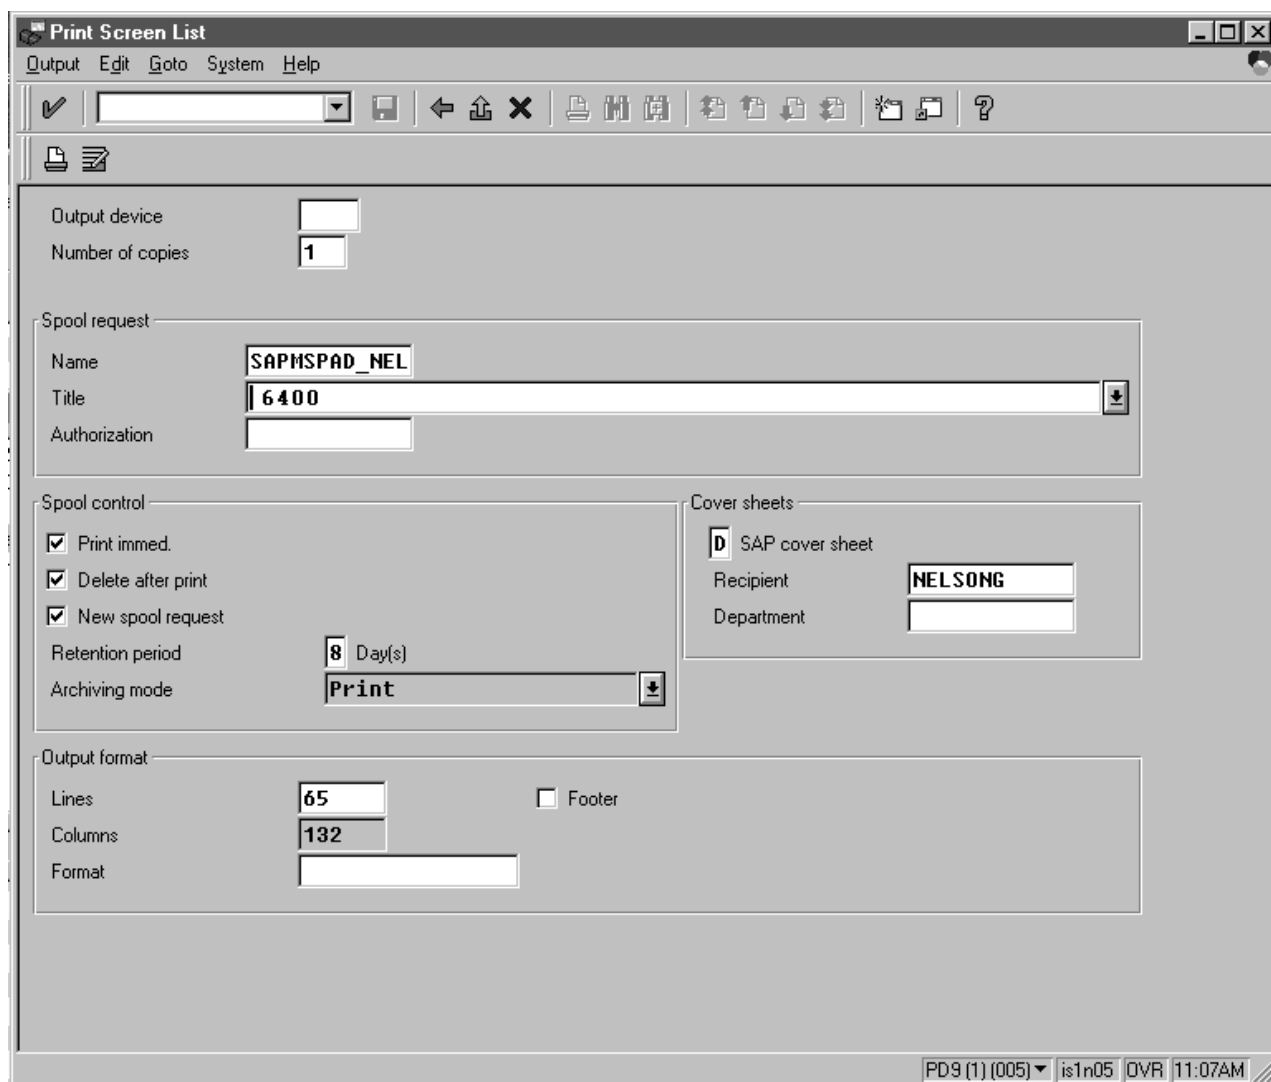 Print Screen List
Output Edit Goto System Help
Output device
Number of copies 1
Spool request
Name SAPMSPAD_NEL
Title 6400
Authorization
Spool control
Print immed.
Delete after print
New spool request
Retention period 8 Day(s)
Archiving mode Print
Cover sheets
D SAP cover sheet
Recipient NELSONG
Department
Output format
Lines 65 Footer
Columns 132
Format
PD9 (1) (005) is1n05 OVR 11:07AM